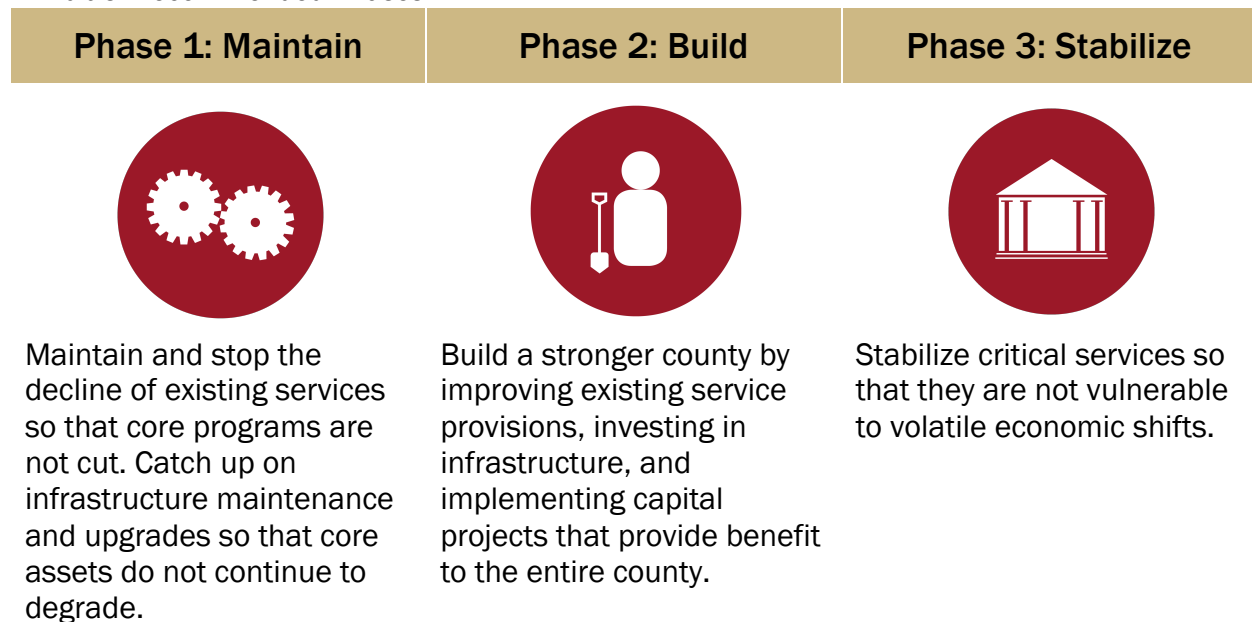 Phase 1: Maintain
Phase 2: Build
Phase 3: Stabilize
Maintain and stop the
decline of existing services
so that core programs are
not cut. Catch up on
infrastructure maintenance
and upgrades so that core
assets do not continue to
degrade.
Build a stronger county by
improving existing service
provisions, investing in
infrastructure, and
implementing capital
projects that provide benefit
to the entire county.
Stabilize critical services so
that they are not vulnerable
to volatile economic shifts.